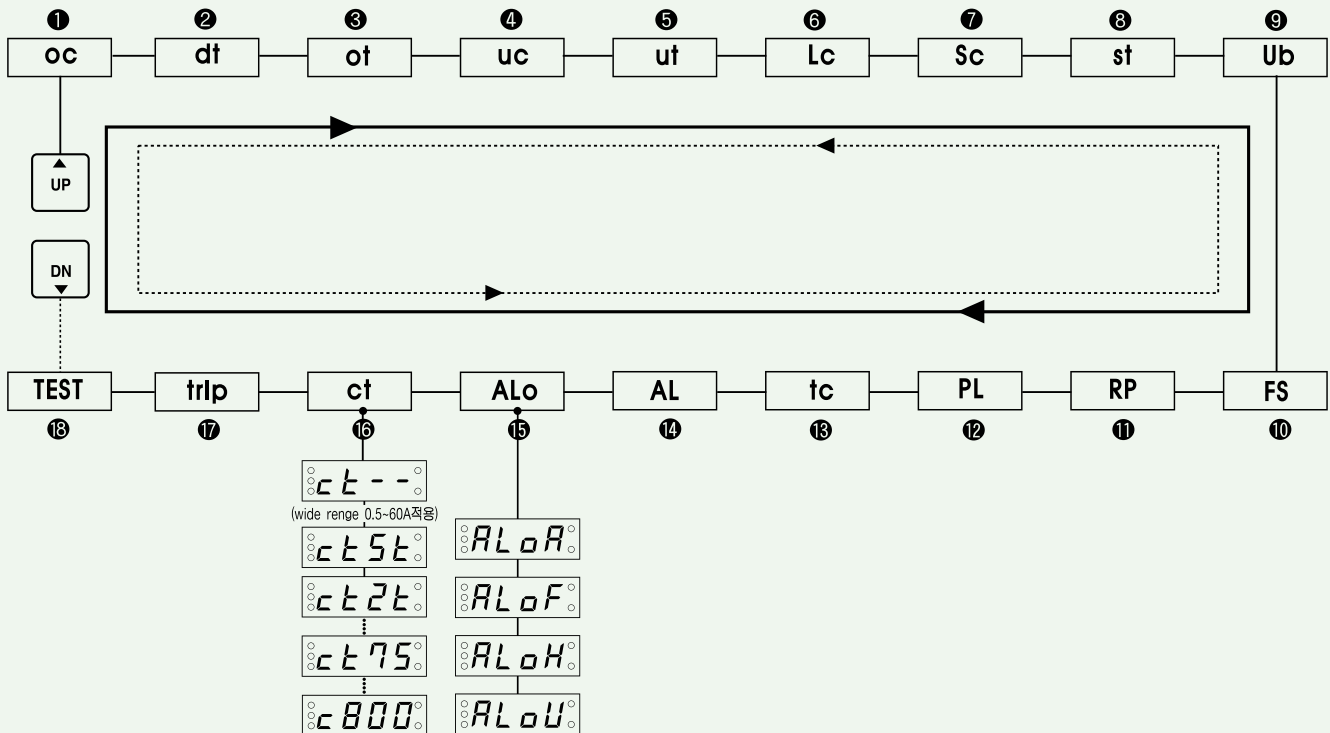 ❶ ❷ ❸ ❹ ❺ ❻ ❼ ❽ ❾
oc dt ot uc ut Lc Sc st Ub
UP
DN
TEST trIp ct ALo AL tc PL RP FS
⓲ ⓱ ⓰ ⓯ ⓮ ⓭ ⓬ ⓫ ❿
ct--
(wide renge 0.5~60A적용)
ct5t
ALoA
ct2t
ALoF
ct75
ALoH
c800
ALoU